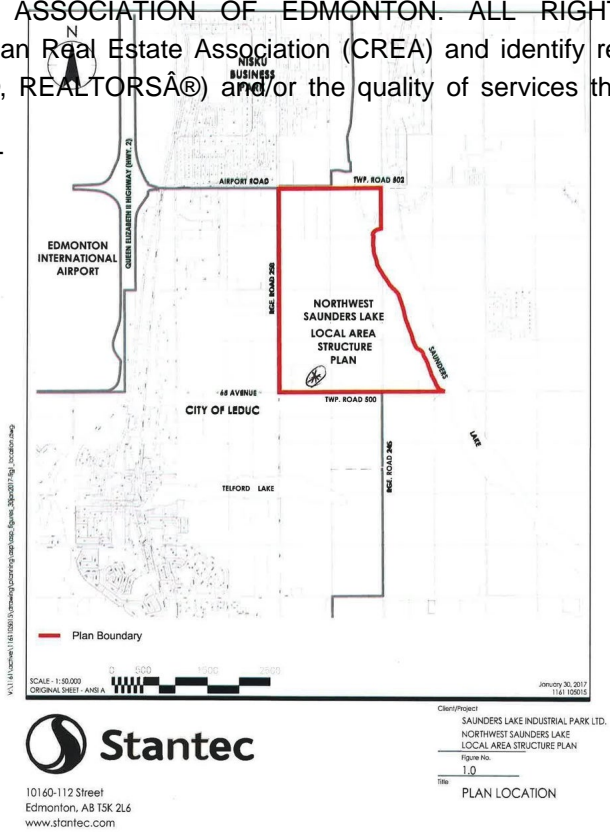 ASSOCIATION OF EDMONTON. ALL RIGHT
an Real Estate Association (CREA) and identify re
, REALTORSÂ®) and/or the quality of services th
N
NISKU
BUSINESS
PARK
QUEEN ELIZABETH II HIGHWAY (HWY. 2)
AIRPORT ROAD
TWP. ROAD 502
EDMONTON
INTERNATIONAL
AIRPORT
RGE. ROAD 250
NORTHWEST
SAUNDERS LAKE
LOCAL AREA
STRUCTURE
PLAN
SAUNDERS
LAKE
65 AVENUE
TWP. ROAD 500
CITY OF LEDUC
RGE. ROAD 245
TELFORD LAKE
Plan Boundary
0 500 1500 2500
SCALE - 1:50,000
ORIGINAL SHEET - ANSI A
January 30, 2017
1161 105015
Stantec
10160-112 Street
Edmonton, AB T5K 2L6
www.stantec.com
Client/Project
SAUNDERS LAKE INDUSTRIAL PARK LTD.
NORTHWEST SAUNDERS LAKE
LOCAL AREA STRUCTURE PLAN
Figure No.
1.0
Title
PLAN LOCATION